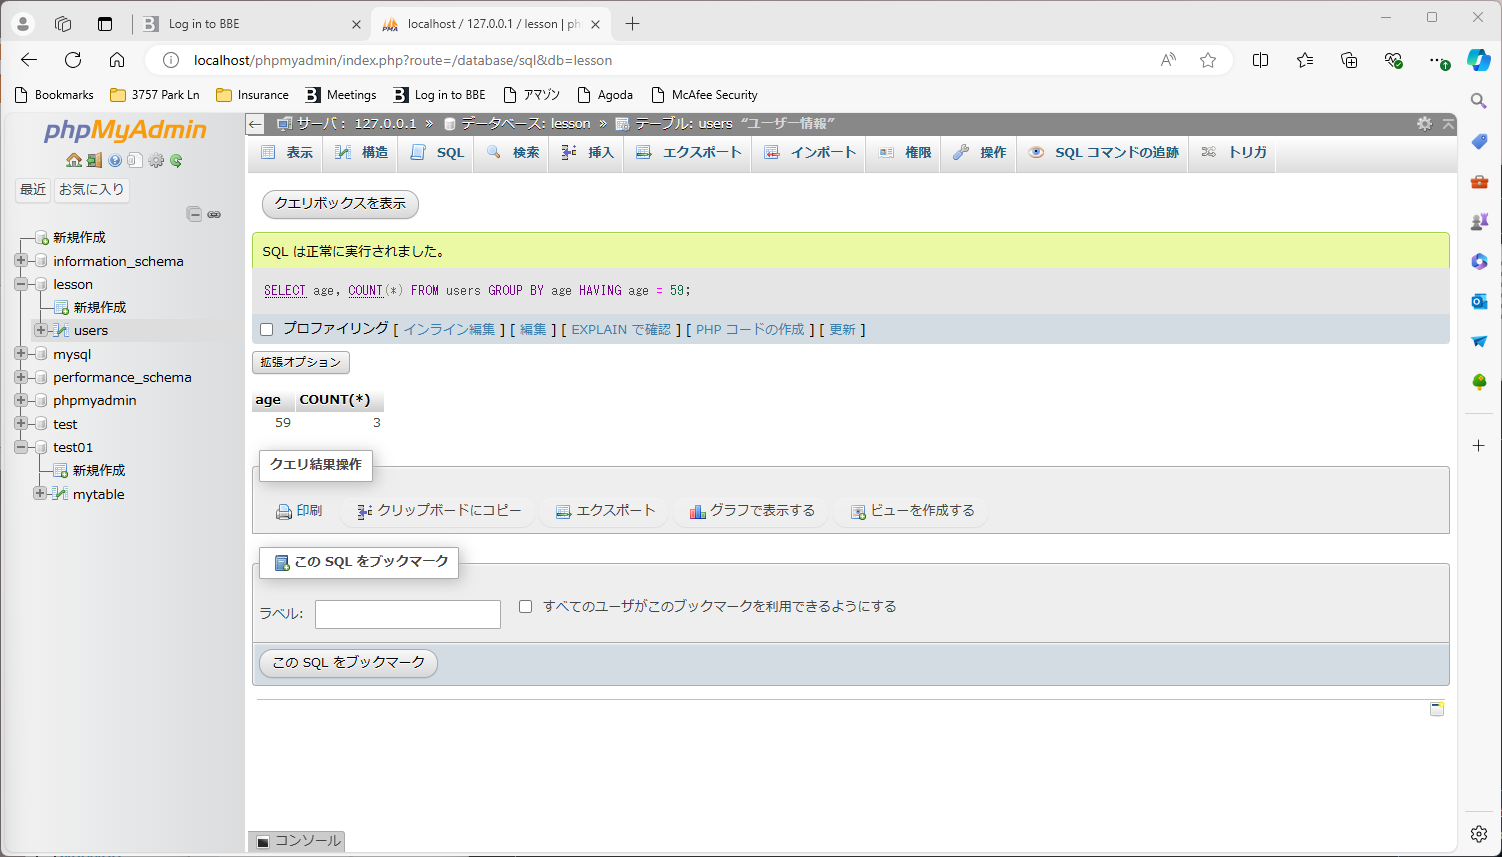 Log in to BBE
localhost / 127.0.0.1 / lesson | ph
localhost/phpmyadmin/index.php?route=/database/sql&db=lesson
Bookmarks 3757 Park Ln Insurance Meetings Log in to BBE アマゾン Agoda McAfee Security
phpMyAdmin
最近 お気に入り
新規作成
information_schema
lesson
新規作成
users
mysql
performance_schema
phpmyadmin
test
test01
新規作成
mytable
サーバ: 127.0.0.1 » データベース: lesson » テーブル: users “ユーザー情報”
表示 構造 SQL 検索 挿入 エクスポート インポート 権限 操作 SQL コマンドの追跡 トリガ
クエリボックスを表示
SQL は正常に実行されました。
SELECT age, COUNT(*) FROM users GROUP BY age HAVING age = 59;
プロファイリング [ インライン編集 ] [ 編集 ] [ EXPLAIN で確認 ] [ PHP コードの作成 ] [ 更新 ]
拡張オプション
age COUNT(*)
59 3
クエリ結果操作
印刷 クリップボードにコピー エクスポート グラフで表示する ビューを作成する
この SQL をブックマーク
ラベル: すべてのユーザがこのブックマークを利用できるようにする
この SQL をブックマーク
コンソール